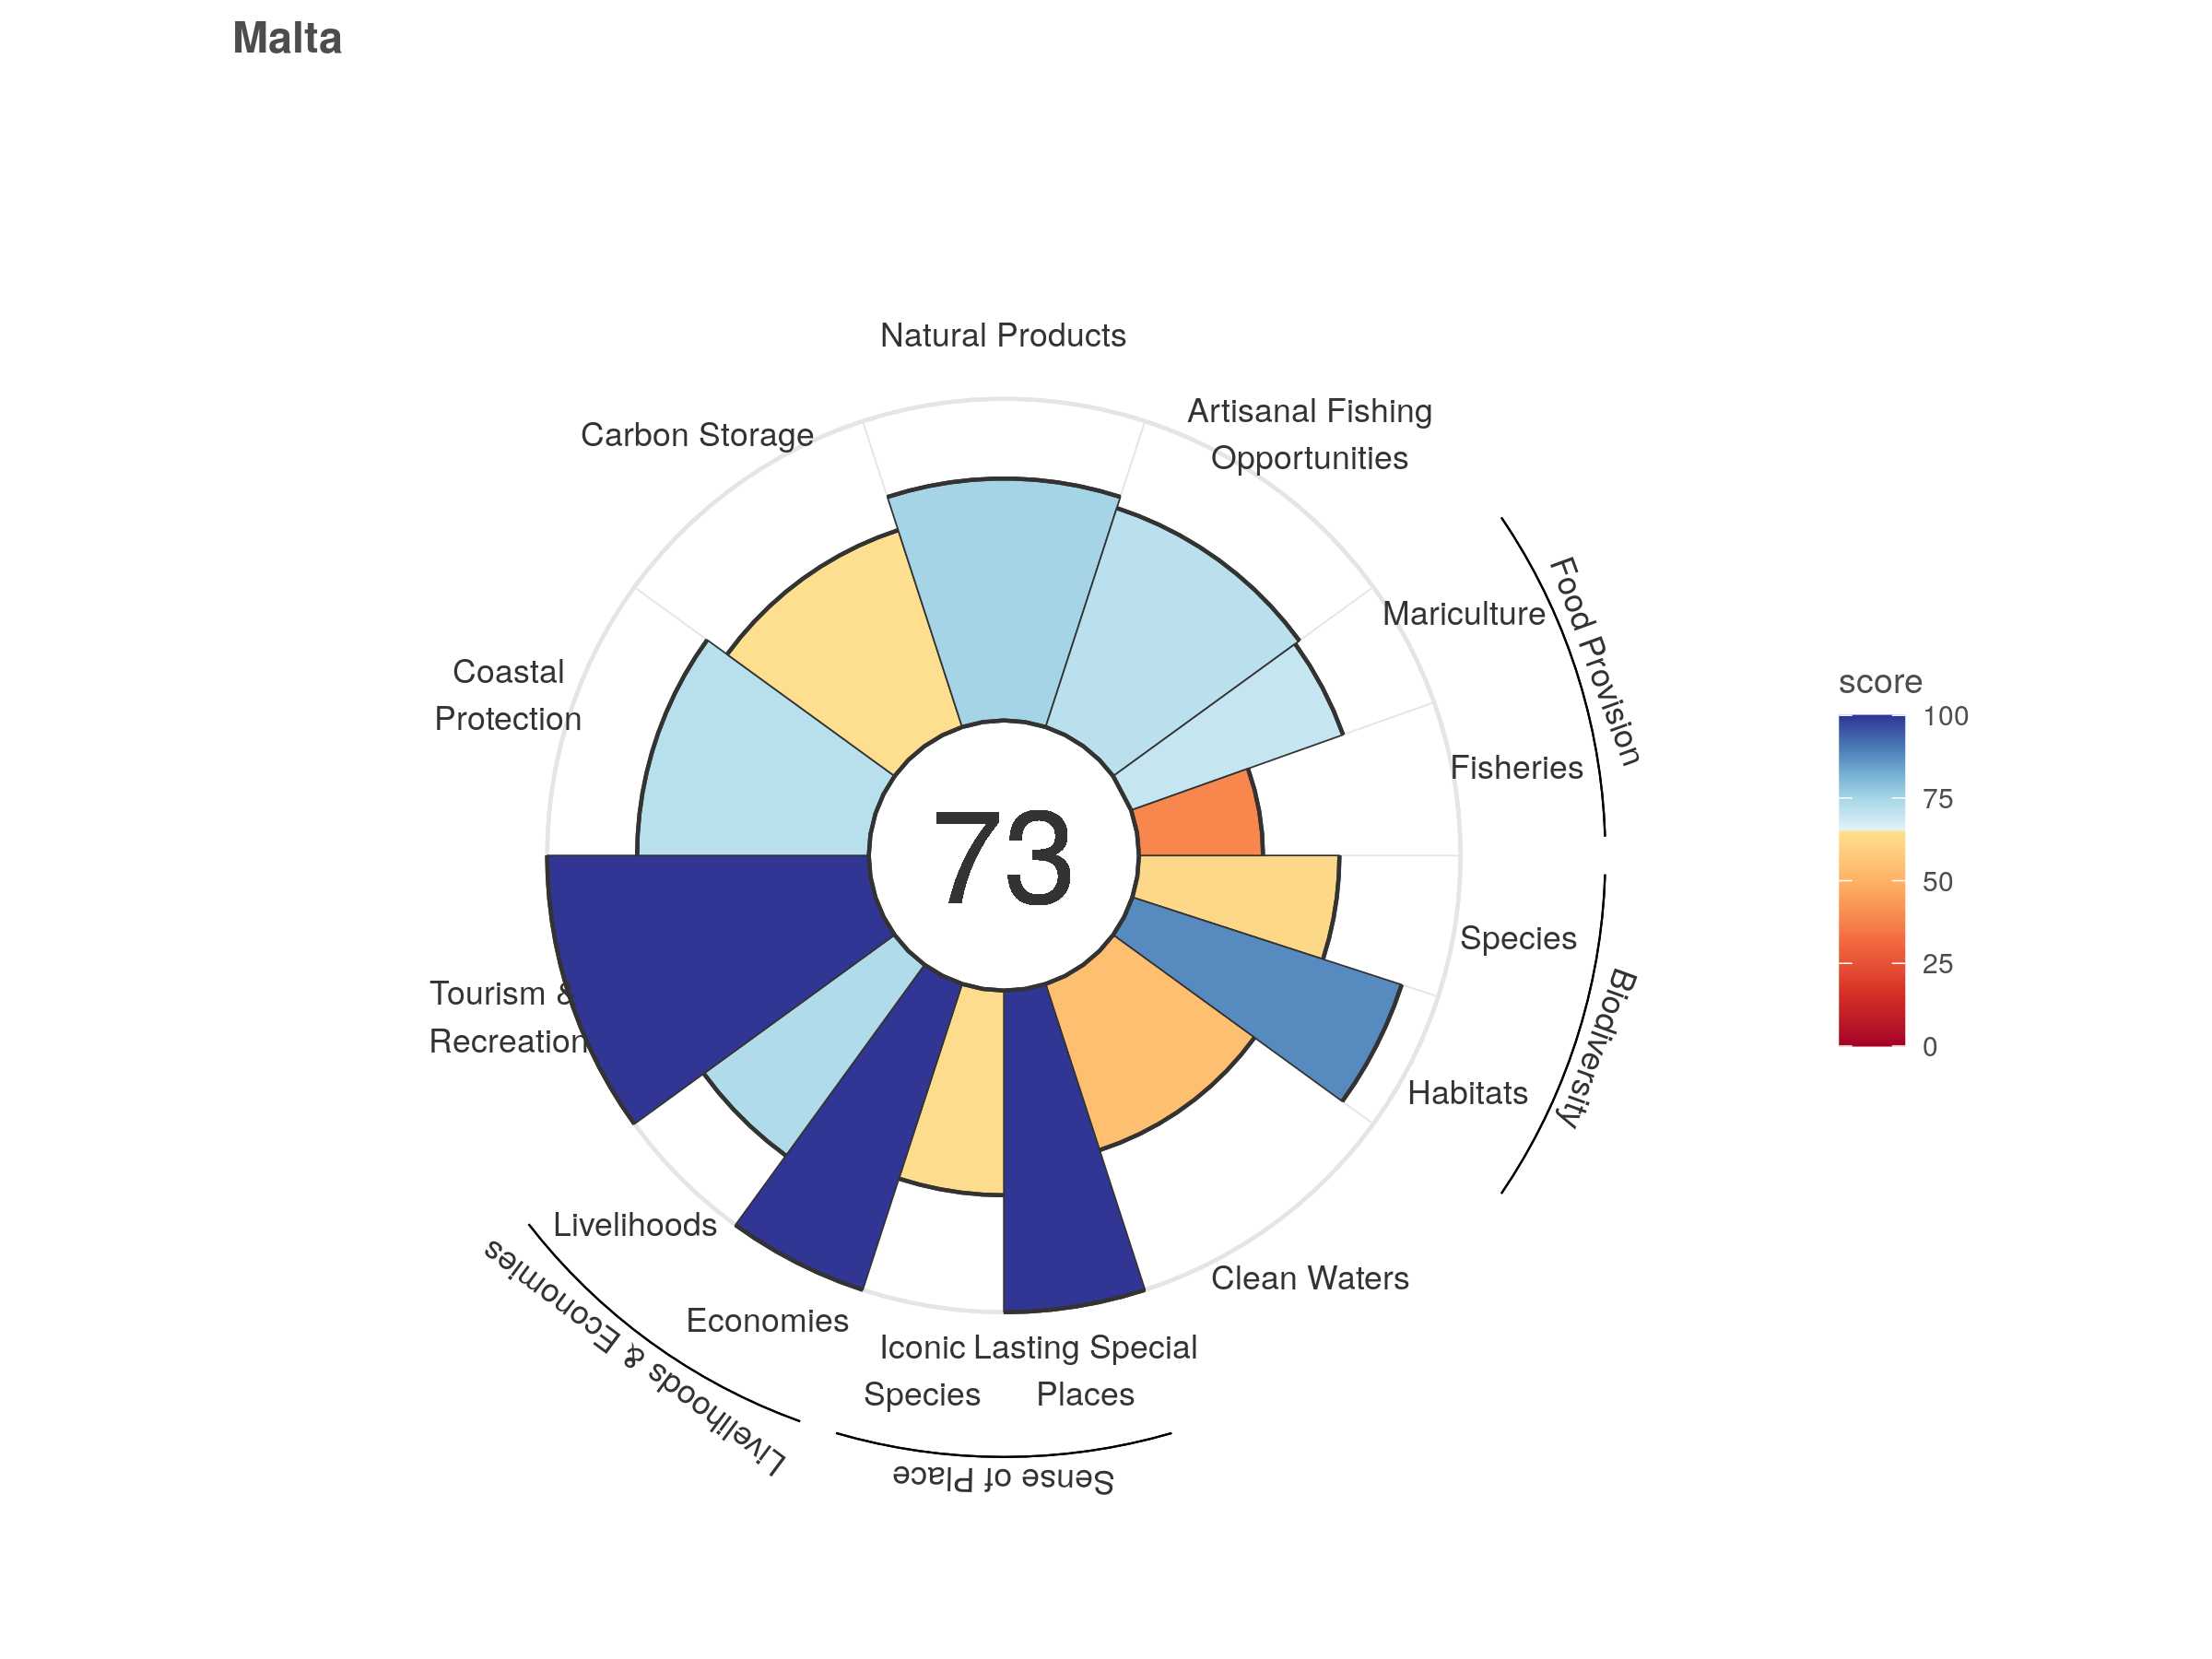 Malta
Natural Products
Artisanal Fishing
Opportunities
Carbon Storage
Mariculture
Food Provision
Coastal
Protection
Fisheries
73
Species
Biodiversity
Tourism &
Recreation
Habitats
Livelihoods
Clean Waters
Economies
Livelihoods & Economies
Iconic
Species
Lasting Special
Places
Sense of Place
score
100
75
50
25
0